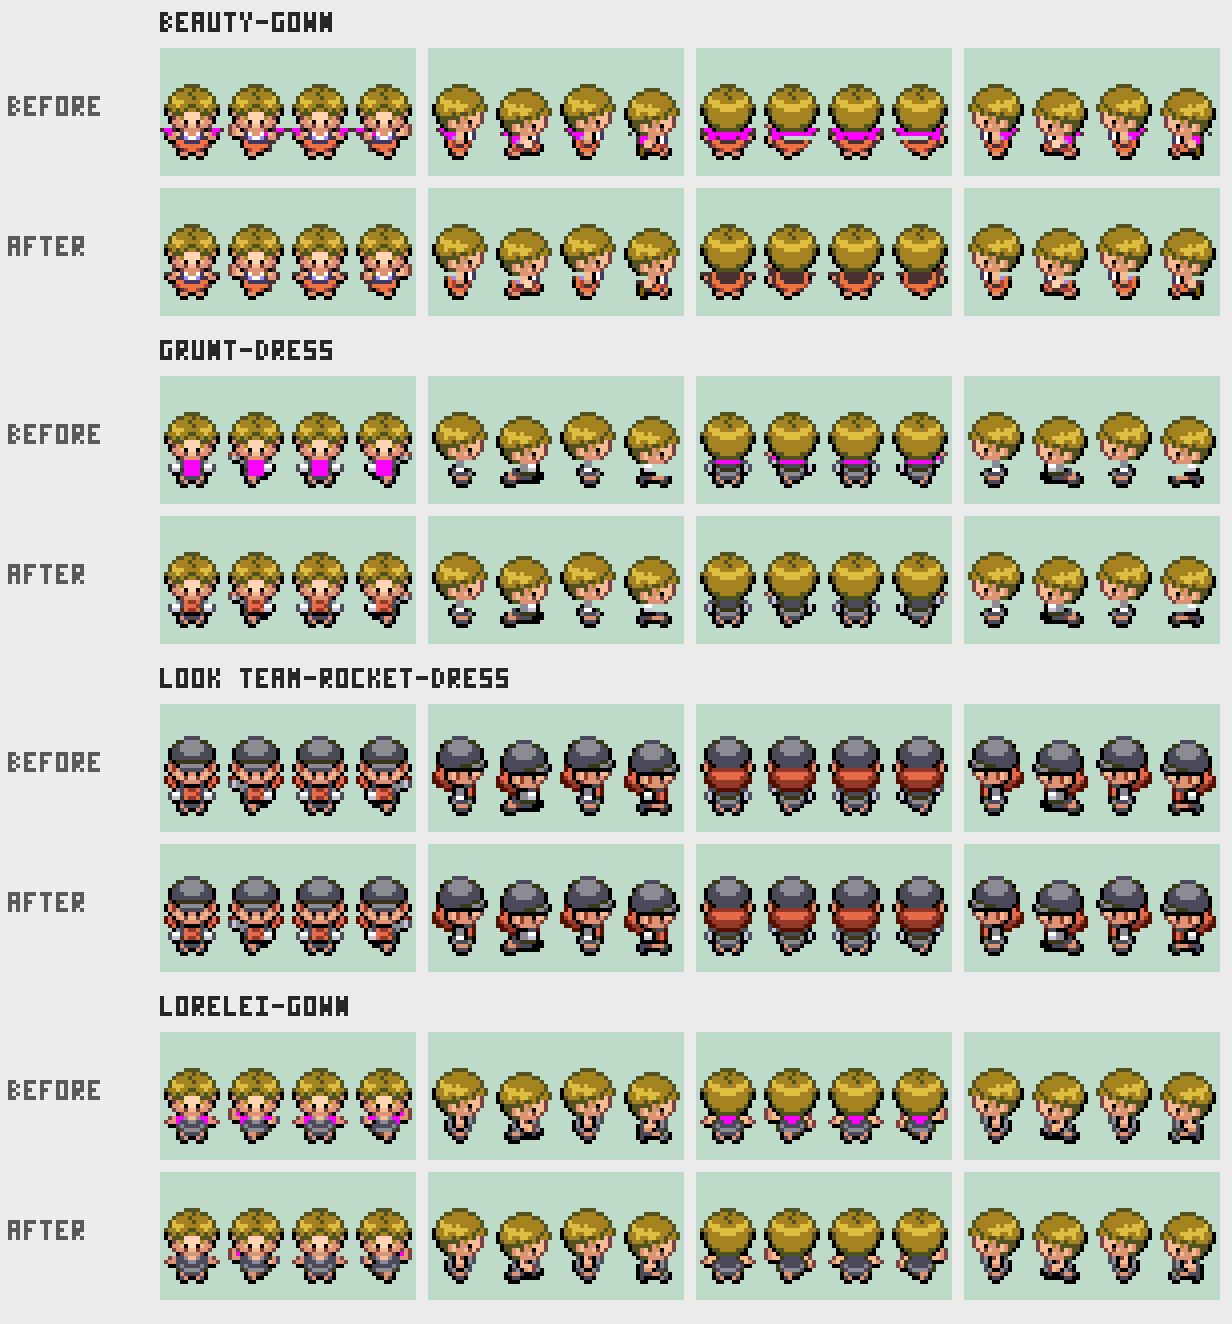 BEAUTY-GOWN
BEFORE
AFTER
GRUNT-DRESS
BEFORE
AFTER
LOOK TEAM-ROCKET-DRESS
BEFORE
AFTER
LORELEI-GOWN
BEFORE
AFTER